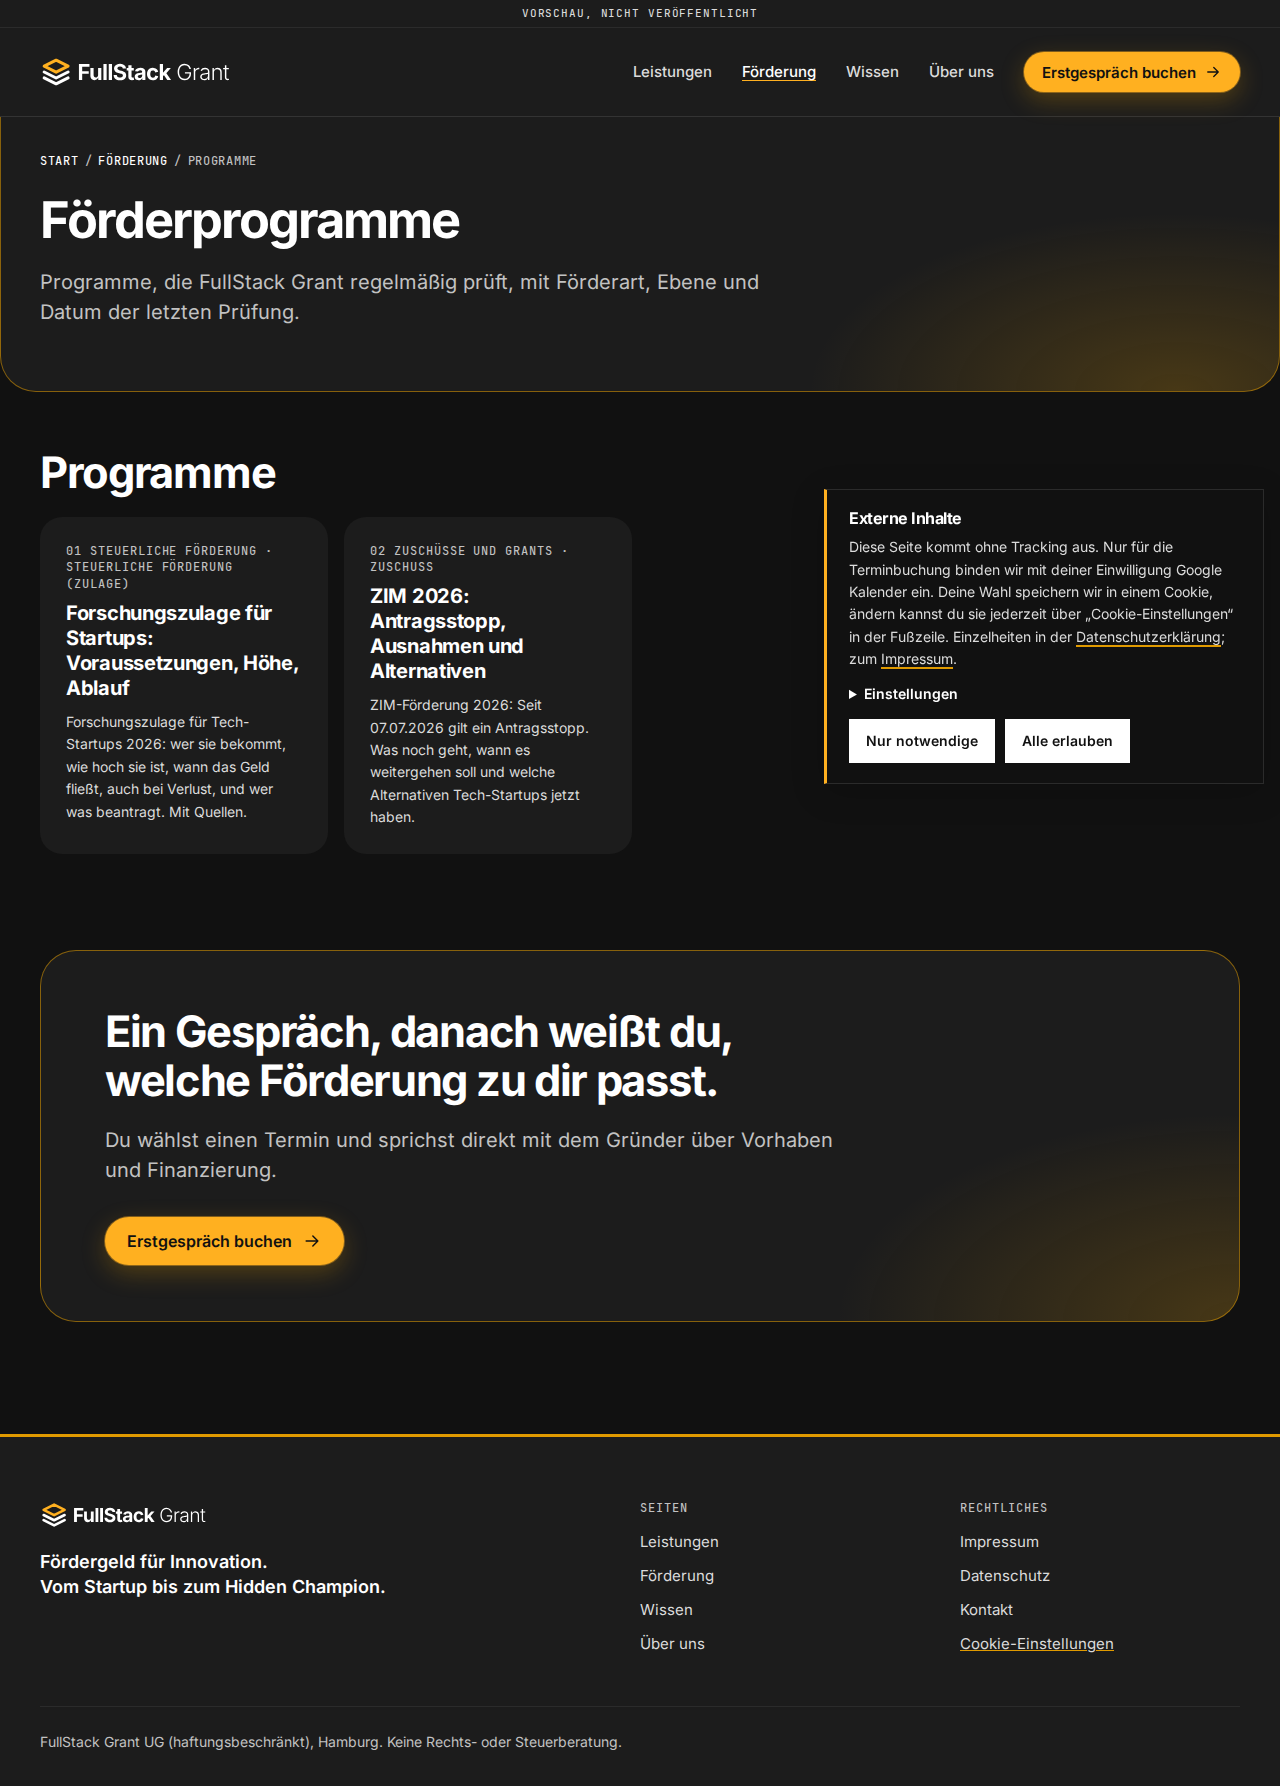 VORSCHAU, NICHT VERÖFFENTLICHT
FullStack Grant
Leistungen
Förderung
Wissen
Über uns
Erstgespräch buchen →
START / FÖRDERUNG / PROGRAMME
Förderprogramme
Programme, die FullStack Grant regelmäßig prüft, mit Förderart, Ebene und
Datum der letzten Prüfung.
Programme
01 STEUERLICHE FÖRDERUNG ·
STEUERLICHE FÖRDERUNG
(ZULAGE)
Forschungszulage für
Startups:
Voraussetzungen, Höhe,
Ablauf
Forschungszulage für Tech-
Startups 2026: wer sie bekommt,
wie hoch sie ist, wann das Geld
fließt, auch bei Verlust, und wer
was beantragt. Mit Quellen.
02 ZUSCHÜSSE UND GRANTS ·
ZUSCHUSS
ZIM 2026:
Antragsstopp,
Ausnahmen und
Alternativen
ZIM-Förderung 2026: Seit
07.07.2026 gilt ein Antragsstopp.
Was noch geht, wann es
weitergehen soll und welche
Alternativen Tech-Startups jetzt
haben.
Externe Inhalte
Diese Seite kommt ohne Tracking aus. Nur für die
Terminbuchung binden wir mit deiner Einwilligung Google
Kalender ein. Deine Wahl speichern wir in einem Cookie,
ändern kannst du sie jederzeit über „Cookie-Einstellungen“
in der Fußzeile. Einzelheiten in der Datenschutzerklärung;
zum Impressum.
Einstellungen
Nur notwendige
Alle erlauben
Ein Gespräch, danach weißt du,
welche Förderung zu dir passt.
Du wählst einen Termin und sprichst direkt mit dem Gründer über Vorhaben
und Finanzierung.
Erstgespräch buchen →
FullStack Grant
Fördergeld für Innovation.
Vom Startup bis zum Hidden Champion.
SEITEN
Leistungen
Förderung
Wissen
Über uns
RECHTLICHES
Impressum
Datenschutz
Kontakt
Cookie-Einstellungen
FullStack Grant UG (haftungsbeschränkt), Hamburg. Keine Rechts- oder Steuerberatung.